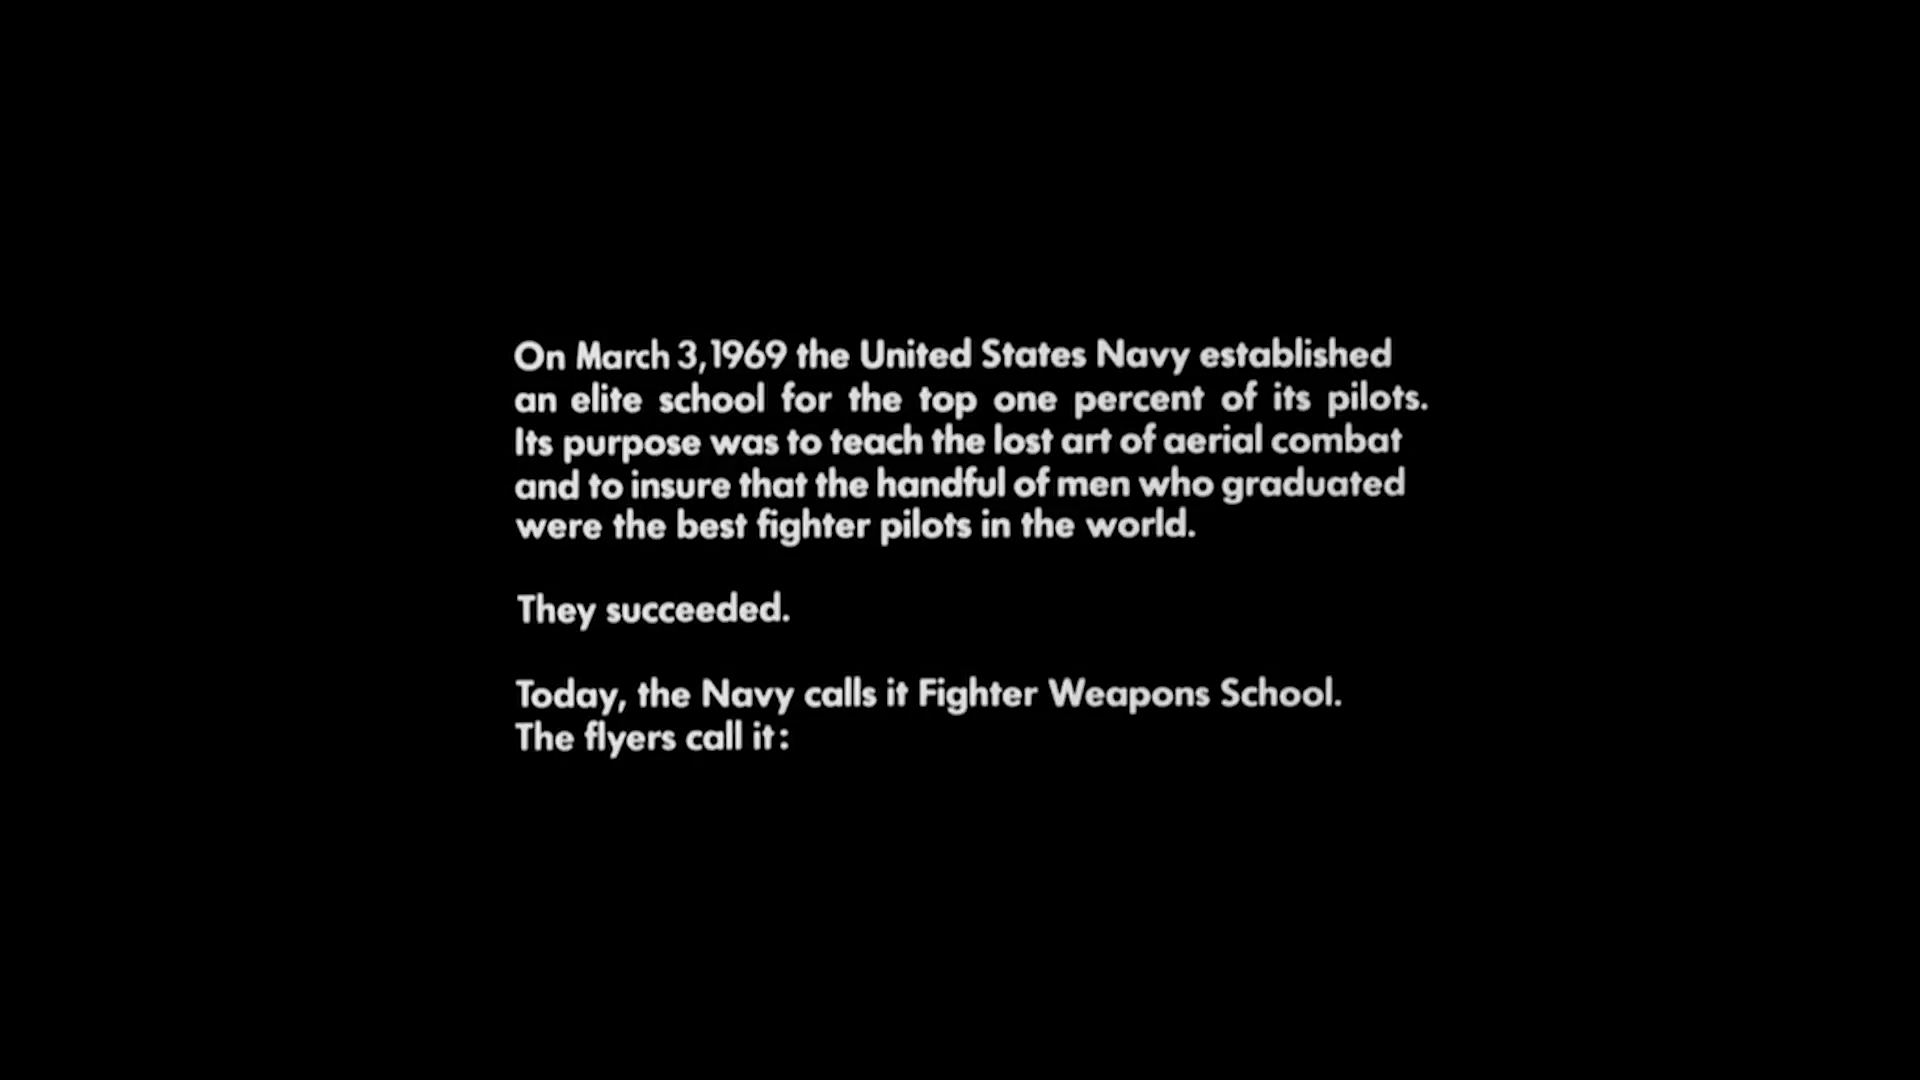 On March 3, 1969 the United States Navy established
an elite school for the top one percent of its pilots.
Its purpose was to teach the lost art of aerial combat
and to insure that the handful of men who graduated
were the best fighter pilots in the world.
They succeeded.
Today, the Navy calls it Fighter Weapons School.
The flyers call it: